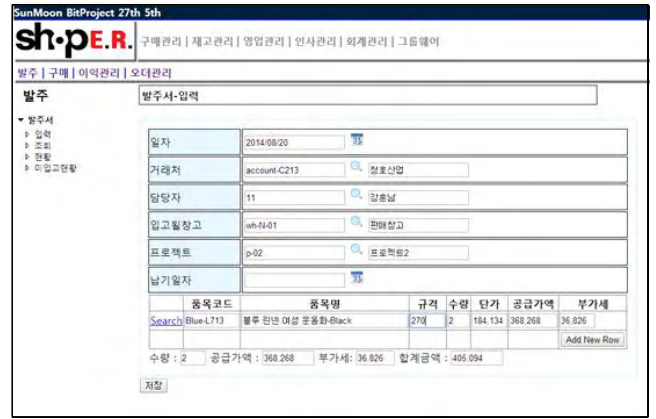 SunMoon BitProject 27th 5th
sh·pE.R. 구매관리 | 재고관리 | 영업관리 | 인사관리 | 회계관리 | 그룹웨어
발주 | 구매 | 이익관리 | 오더관리
발주 발주서-입력
발주서
입력
조회
현황
미입고현황
일자 2014/08/20
거래처 account-C213 청호산업
담당자 11 강훈남
입고될창고 wh-N-01 판매창고
프로젝트 p-02 프로젝트2
납기일자
품목코드 품목명 규격 수량 단가 공급가액 부가세
Search Blue-L713 블루 린넨 여성 운동화-Black 270 2 184,134 368,268 36,826
Add New Row
수량 : 2 공급가액 : 368,268 부가세: 36,826 합계금액 : 405,094
저장